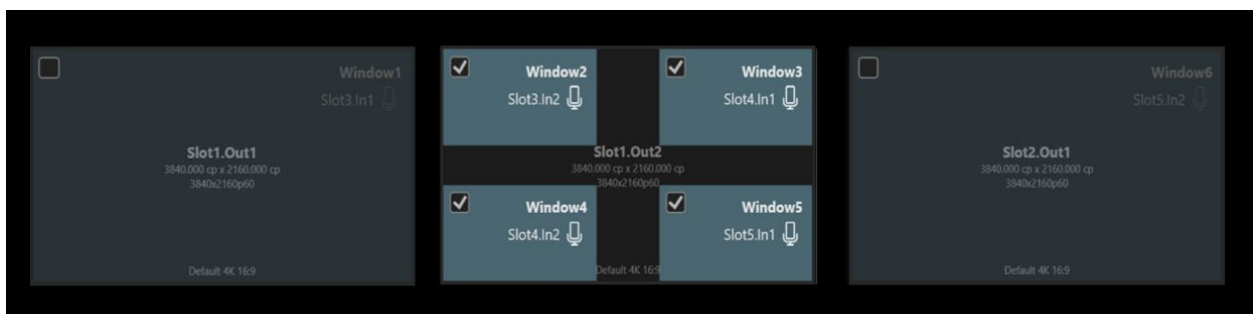 Window1
Slot3.In1
Slot1.Out1
3840.000 cp x 2160.000 cp
3840x2160p60
Default 4K 16:9
Window2
Slot3.In2
Window3
Slot4.In1
Slot1.Out2
3840.000 cp x 2160.000 cp
3840x2160p60
Window4
Slot4.In2
Window5
Slot5.In1
Default 4K 16:9
Window6
Slot5.In2
Slot2.Out1
3840.000 cp x 2160.000 cp
3840x2160p60
Default 4K 16:9